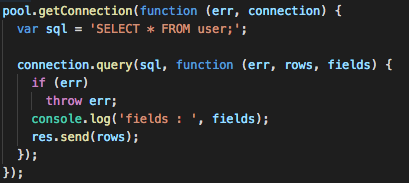 pool.getConnection(function (err, connection) {
  var sql = 'SELECT * FROM user;';

  connection.query(sql, function (err, rows, fields) {
    if (err)
      throw err;
    console.log('fields : ', fields);
    res.send(rows);
  });
});